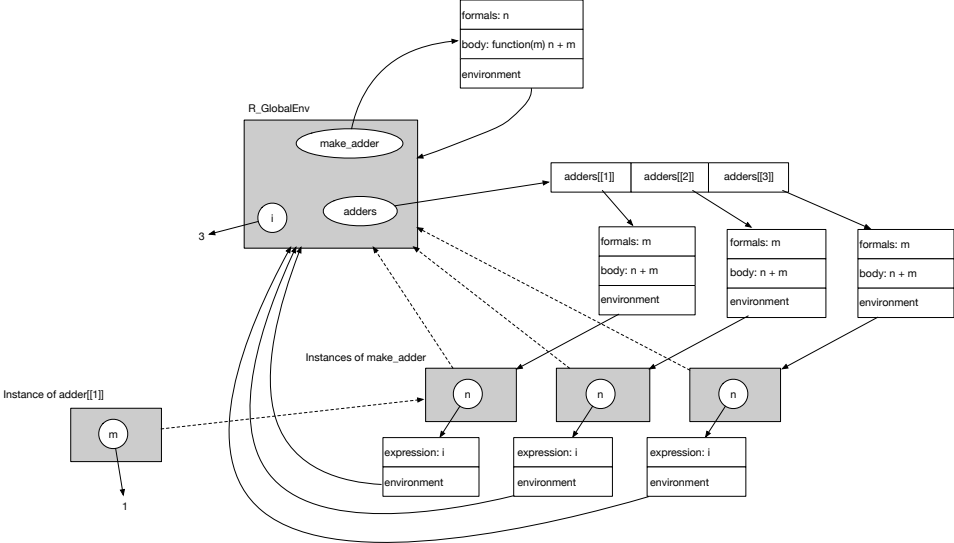 formals: n
body: function(m) n + m
environment
R_GlobalEnv
make_adder
adders[[1]]
adders[[2]]
adders[[3]]
i
adders
3
formals: m
body: n + m
environment
formals: m
body: n + m
environment
formals: m
body: n + m
environment
Instances of make_adder
n
n
n
Instance of adder[[1]]
m
expression: i
environment
expression: i
environment
expression: i
environment
1